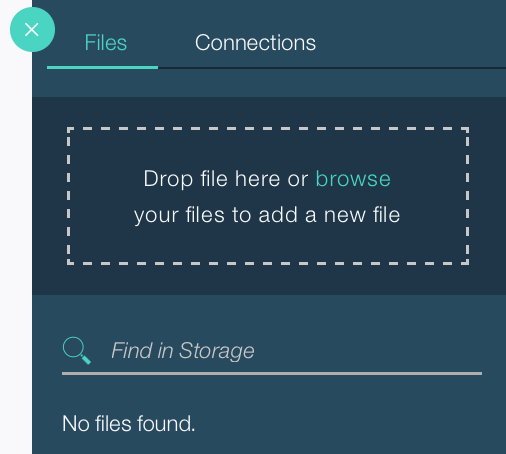 Files
Connections
Drop file here or browse
your files to add a new file
Find in Storage
No files found.